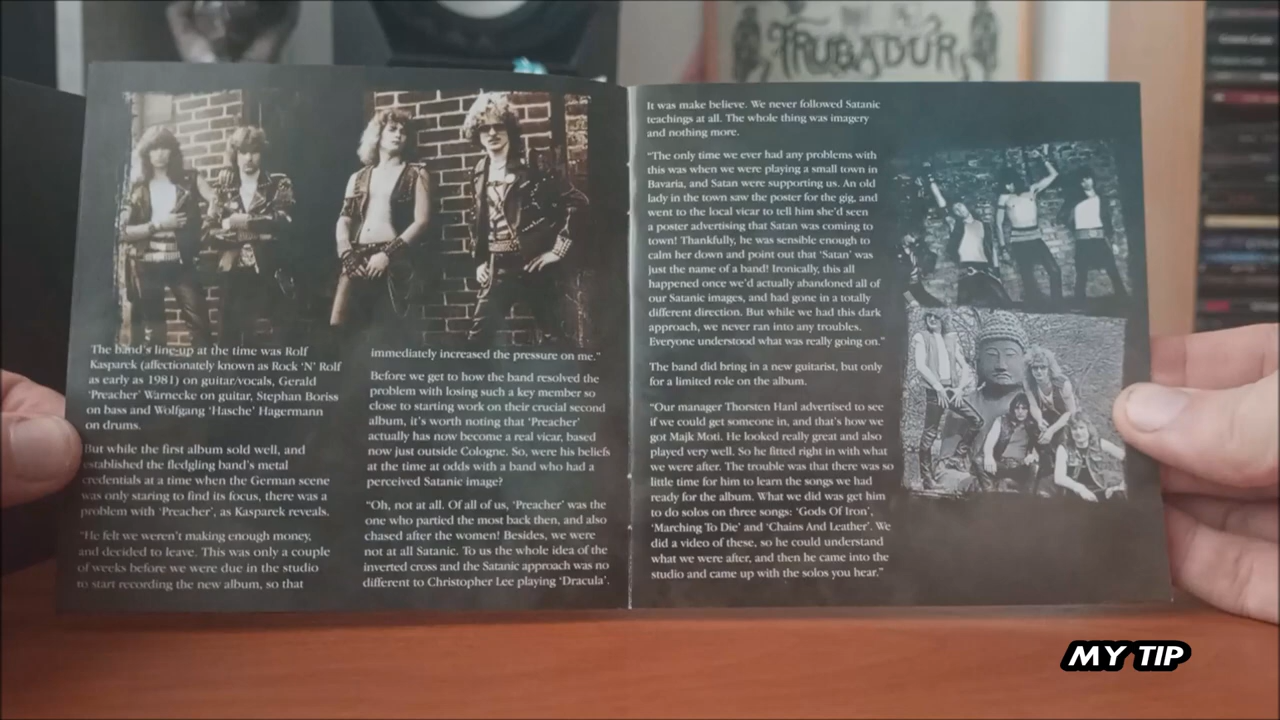 TRUBADUR
The band's line-up at the time was Rolf
Kasparek (affectionately known as Rock 'N' Rolf
as early as 1981) on guitar/vocals, Gerald
'Preacher' Warnecke on guitar, Stephan Boriss
on bass and Wolfgang 'Hasche' Hagermann
on drums.
But while the first album sold well, and
established the fledgling band's metal
credentials at a time when the German scene
was only staring to find its focus, there was a
problem with 'Preacher', as Kasparek reveals.
"He felt we weren't making enough money,
and decided to leave. This was only a couple
of weeks before we were due in the studio
to start recording the new album, so that
immediately increased the pressure on me."
Before we get to how the band resolved the
problem with losing such a key member so
close to starting work on their crucial second
album, it's worth noting that 'Preacher'
actually has now become a real vicar, based
now just outside Cologne. So, were his beliefs
at the time at odds with a band who had a
perceived Satanic image?
"Oh, not at all. Of all of us, 'Preacher' was the
one who partied the most back then, and also
chased after the women! Besides, we were
not at all Satanic. To us the whole idea of the
inverted cross and the Satanic approach was no
different to Christopher Lee playing 'Dracula'.
It was make believe. We never followed Satanic
teachings at all. The whole thing was imagery
and nothing more.
"The only time we ever had any problems with
this was when we were playing a small town in
Bavaria, and Satan were supporting us. An old
lady in the town saw the poster for the gig, and
went to the local vicar to tell him she'd seen
a poster advertising that Satan was coming to
town! Thankfully, he was sensible enough to
calm her down and point out that 'Satan' was
just the name of a band! Ironically, this all
happened once we'd actually abandoned all of
our Satanic images, and had gone in a totally
different direction. But while we had this dark
approach, we never ran into any troubles.
Everyone understood what was really going on."
The band did bring in a new guitarist, but only
for a limited role on the album.
"Our manager Thorsten Hanl advertised to see
if we could get someone in, and that's how we
got Majk Moti. He looked really great and also
played very well. So he fitted right in with what
we were after. The trouble was that there was so
little time for him to learn the songs we had
ready for the album. What we did was get him
to do solos on three songs: 'Gods Of Iron',
'Marching To Die' and 'Chains And Leather'. We
did a video of these, so he could understand
what we were after, and then he came into the
studio and came up with the solos you hear."
MY TIP